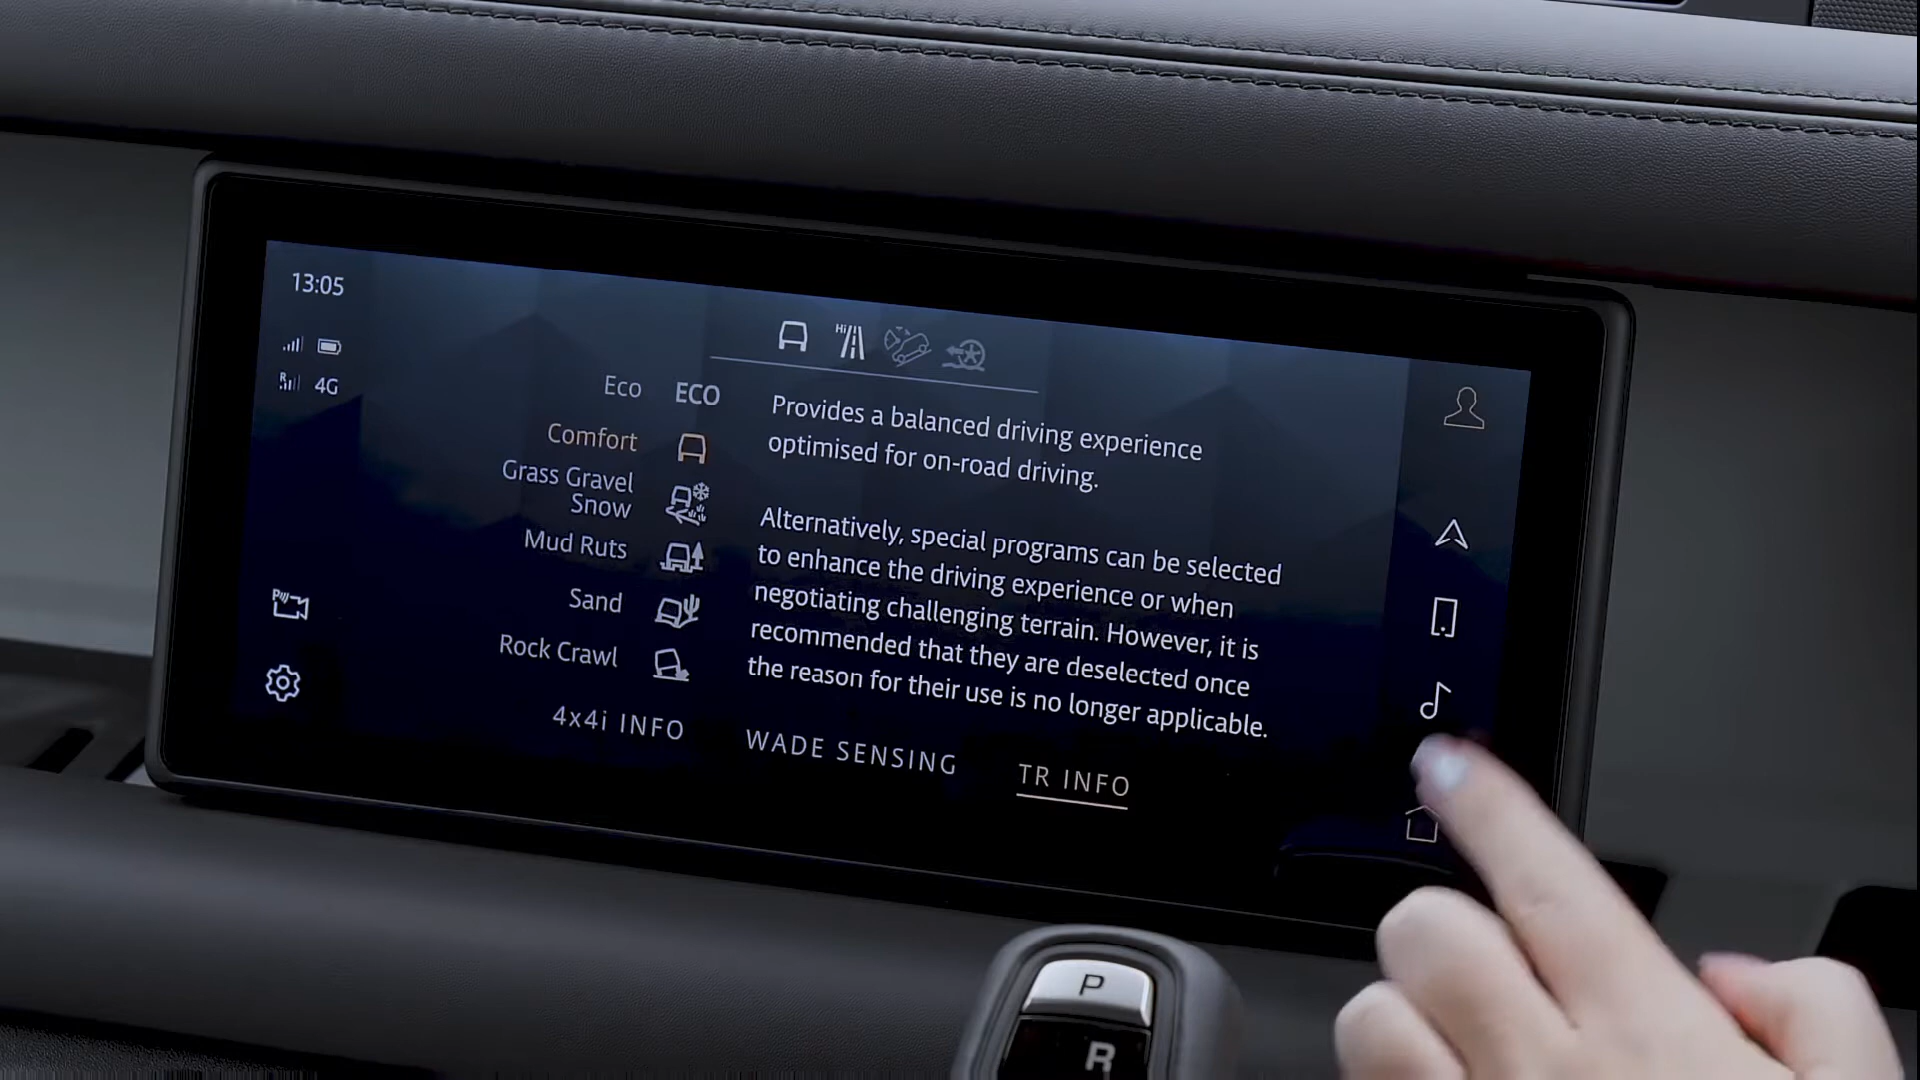 13:05
4G
R
Hi
Eco
ECO
Comfort
Grass Gravel
Snow
Mud Ruts
Sand
Rock Crawl
Provides a balanced driving experience
optimised for on-road driving.
Alternatively, special programs can be selected
to enhance the driving experience or when
negotiating challenging terrain. However, it is
recommended that they are deselected once
the reason for their use is no longer applicable.
4x4i INFO
WADE SENSING
TR INFO
P
R